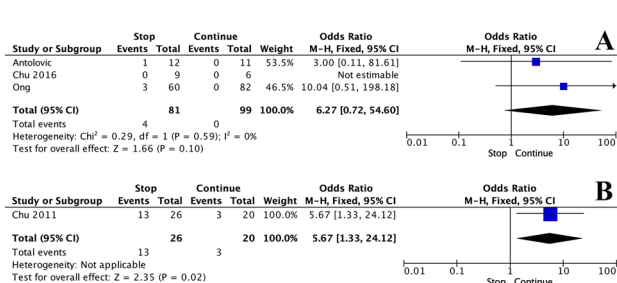 Stop Continue Odds Ratio Odds Ratio A
Study or Subgroup Events Total Events Total Weight M-H, Fixed, 95% CI M-H, Fixed, 95% CI
Antolovic 1 12 0 11 53.5% 3.00 [0.11, 81.61]
Chu 2016 0 9 0 6 Not estimable
Ong 3 60 0 82 46.5% 10.04 [0.51, 198.18]
Total (95% CI) 81 99 100.0% 6.27 [0.72, 54.60]
Total events 4 0
Heterogeneity: Chi² = 0.29, df = 1 (P = 0.59); I² = 0%
Test for overall effect: Z = 1.66 (P = 0.10)
0.01 0.1 1 10 100
Stop Continue
Stop Continue Odds Ratio Odds Ratio B
Study or Subgroup Events Total Events Total Weight M-H, Fixed, 95% CI M-H, Fixed, 95% CI
Chu 2011 13 26 3 20 100.0% 5.67 [1.33, 24.12]
Total (95% CI) 26 20 100.0% 5.67 [1.33, 24.12]
Total events 13 3
Heterogeneity: Not applicable
Test for overall effect: Z = 2.35 (P = 0.02)
0.01 0.1 1 10 100
Stop Continue